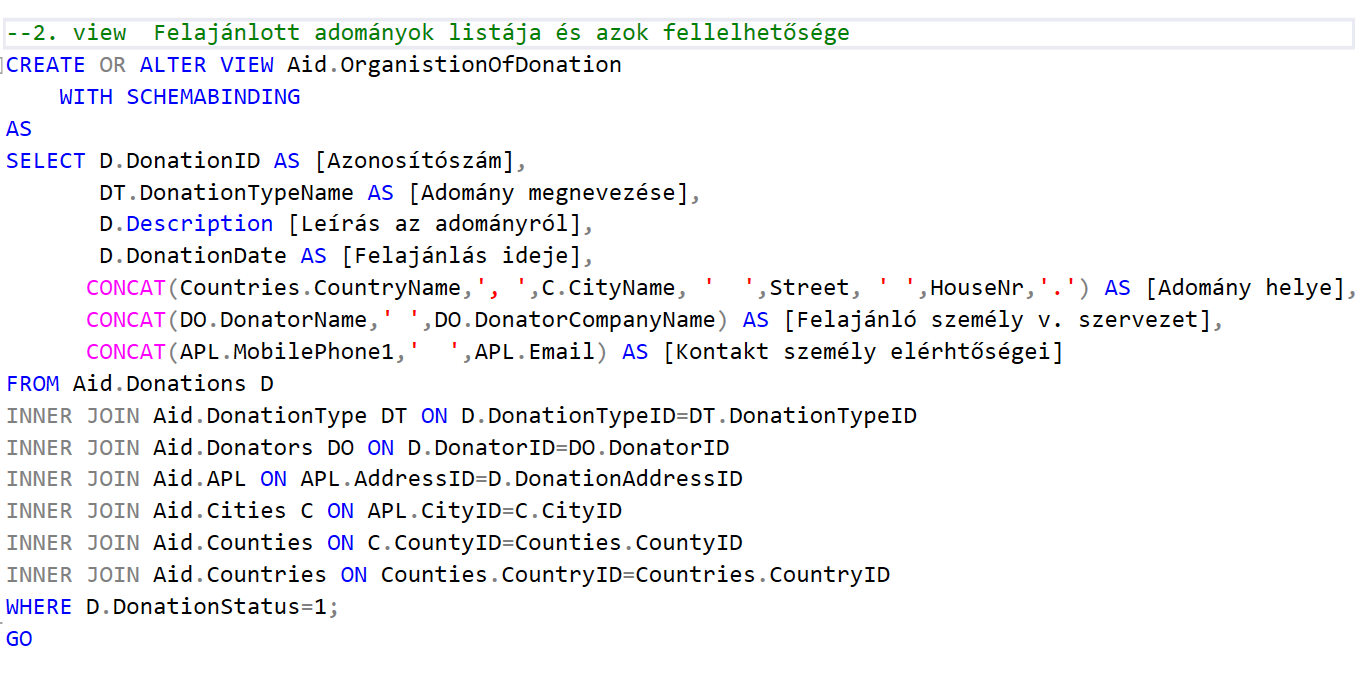 --2. view  Felajánlott adományok listája és azok fellelhetősége
CREATE OR ALTER VIEW Aid.OrganistionOfDonation
    WITH SCHEMABINDING
AS
SELECT D.DonationID AS [Azonosítószám],
       DT.DonationTypeName AS [Adomány megnevezése],
       D.Description [Leírás az adományról],
       D.DonationDate AS [Felajánlás ideje],
      CONCAT(Countries.CountryName,', ',C.CityName, '  ',Street, ' ',HouseNr,'.') AS [Adomány helye],
      CONCAT(DO.DonatorName,' ',DO.DonatorCompanyName) AS [Felajánló személy v. szervezet],
      CONCAT(APL.MobilePhone1,'  ',APL.Email) AS [Kontakt személy elérhtőségei]
FROM Aid.Donations D
INNER JOIN Aid.DonationType DT ON D.DonationTypeID=DT.DonationTypeID
INNER JOIN Aid.Donators DO ON D.DonatorID=DO.DonatorID
INNER JOIN Aid.APL ON APL.AddressID=D.DonationAddressID
INNER JOIN Aid.Cities C ON APL.CityID=C.CityID
INNER JOIN Aid.Counties ON C.CountyID=Counties.CountyID
INNER JOIN Aid.Countries ON Counties.CountryID=Countries.CountryID
WHERE D.DonationStatus=1;
GO